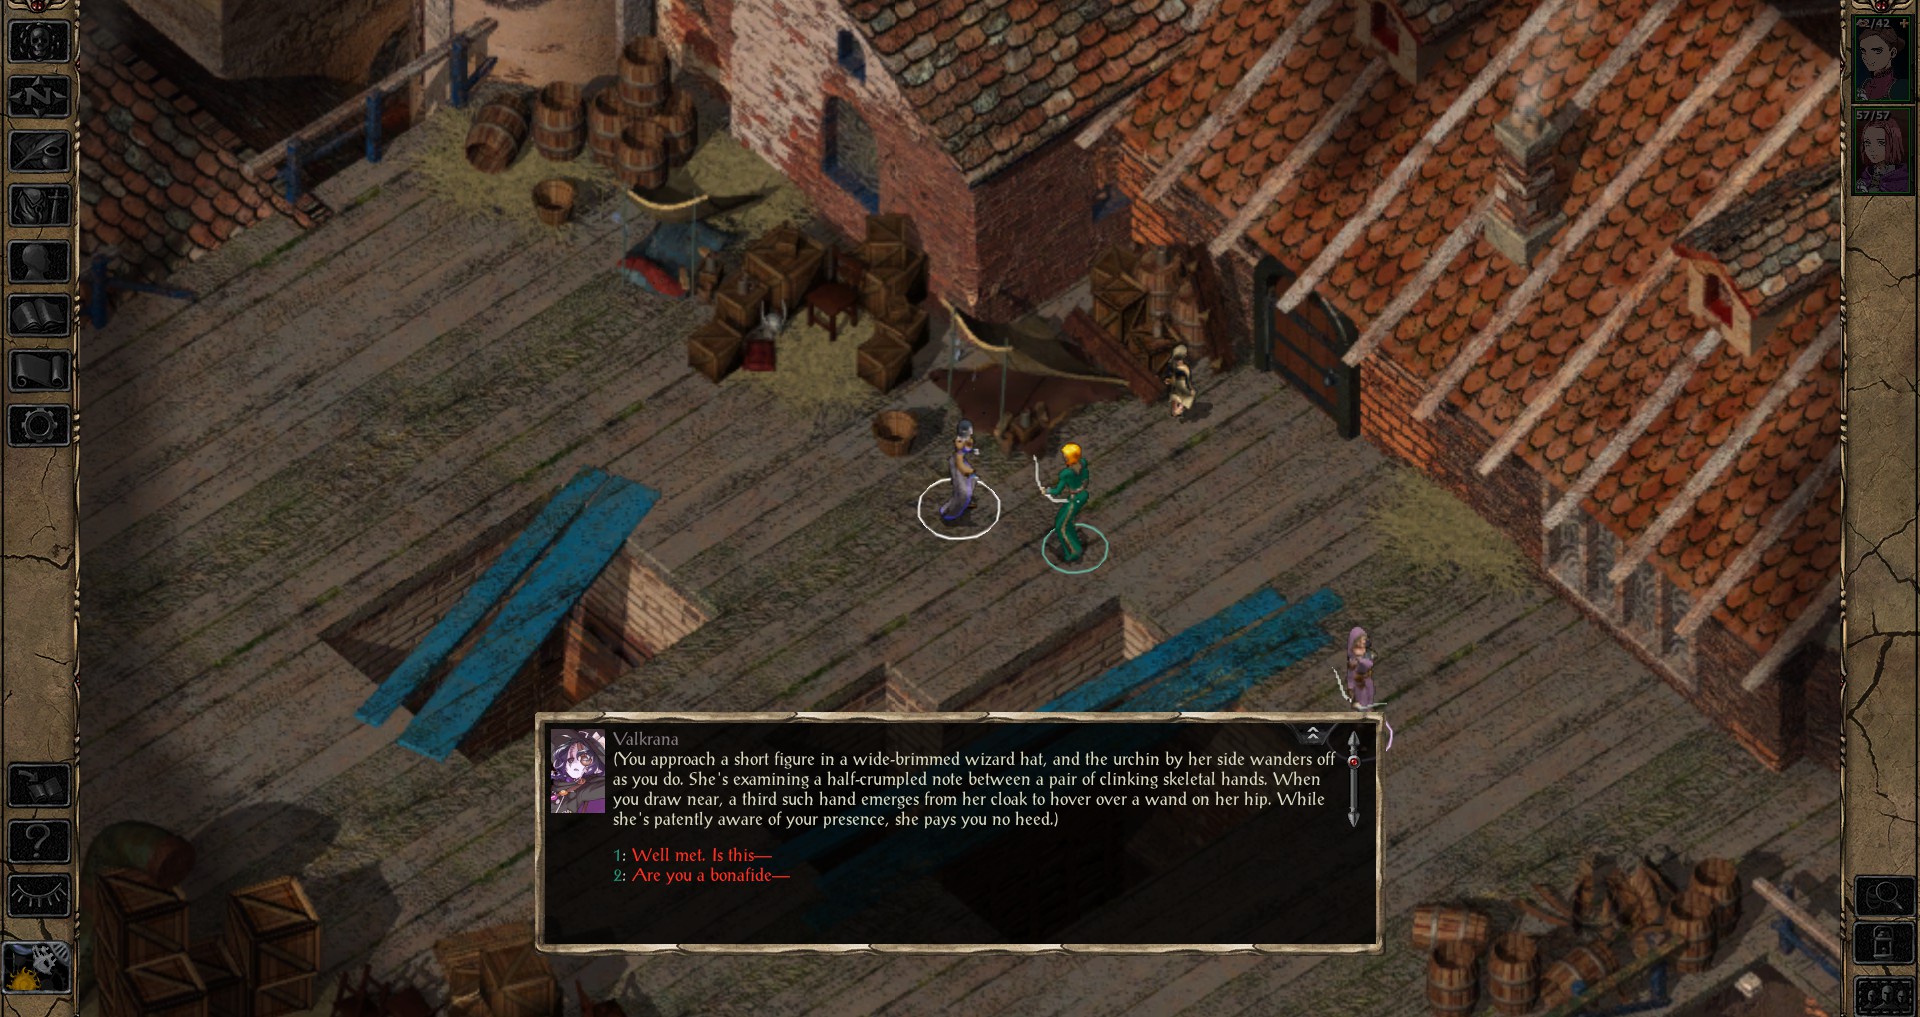 42/42
57/57
Valkrana
(You approach a short figure in a wide-brimmed wizard hat, and the urchin by her side wanders off
as you do. She's examining a half-crumpled note between a pair of clinking skeletal hands. When
you draw near, a third such hand emerges from her cloak to hover over a wand on her hip. While
she's patently aware of your presence, she pays you no heed.)
1: Well met. Is this—
2: Are you a bonafide—